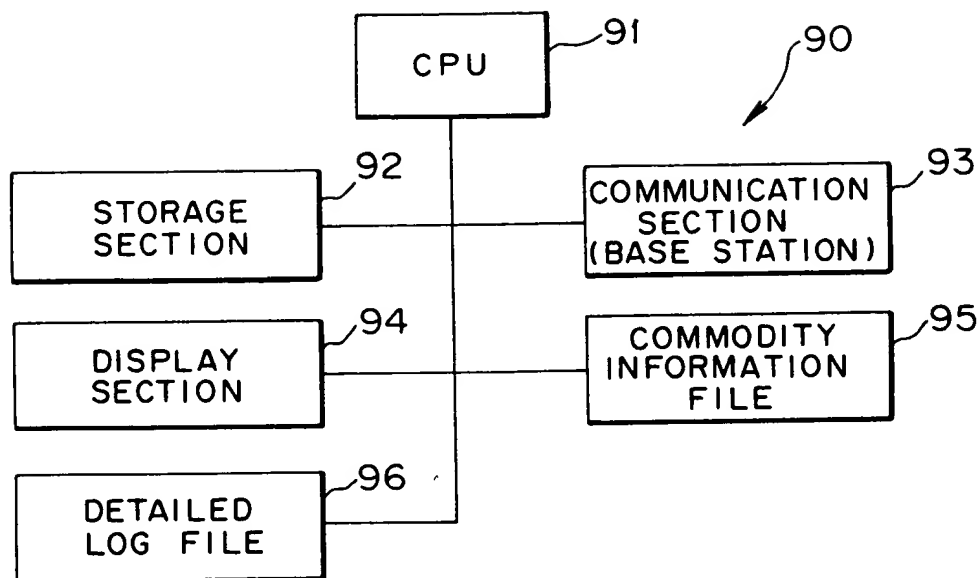 91
CPU
90
92
STORAGE
SECTION
93
COMMUNICATION
SECTION
(BASE STATION)
94
DISPLAY
SECTION
95
COMMODITY
INFORMATION
FILE
96
DETAILED
LOG FILE